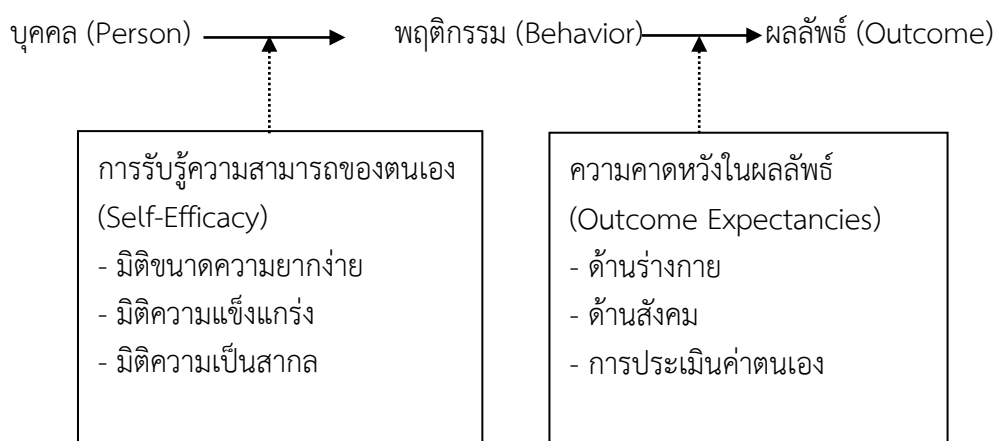 บุคคล (Person) พฤติกรรม (Behavior) ผลลัพธ์ (Outcome)
การรับรู้ความสามารถของตนเอง
(Self-Efficacy)
- มิติขนาดความยากง่าย
- มิติความแข็งแกร่ง
- มิติความเป็นสากล
ความคาดหวังในผลลัพธ์
(Outcome Expectancies)
- ด้านร่างกาย
- ด้านสังคม
- การประเมินค่าตนเอง